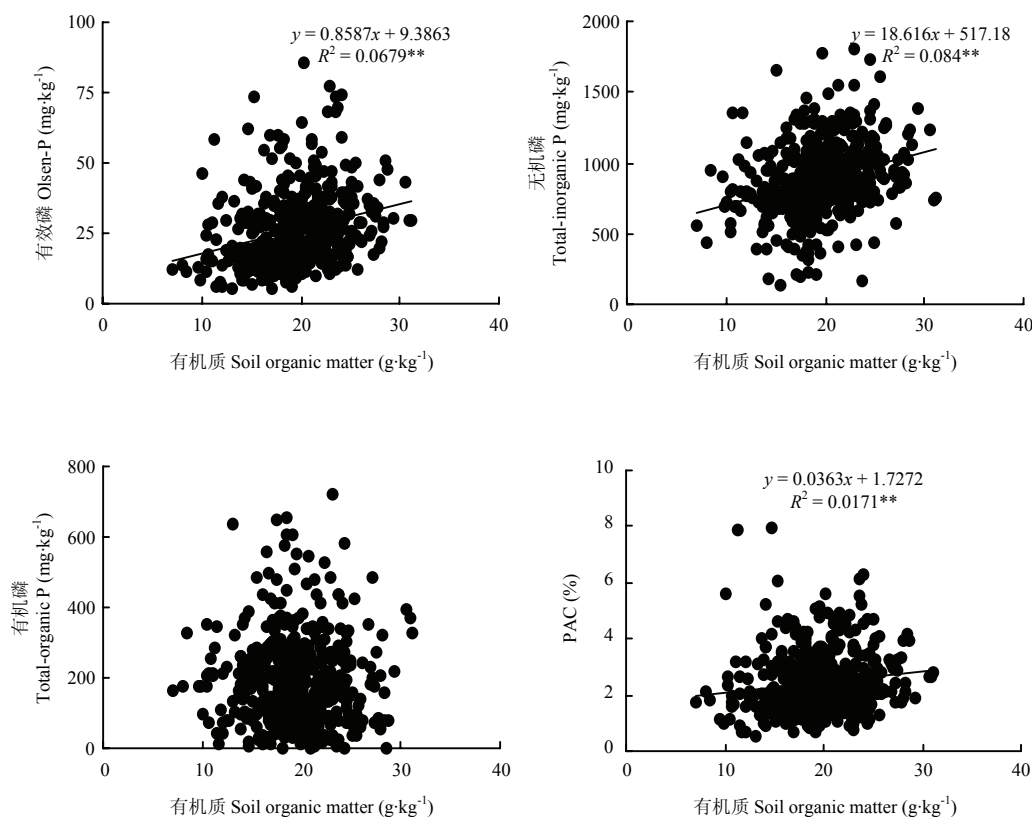 y = 0.8587x + 9.3863
R² = 0.0679**
100
75
50
25
0
有效磷 Olsen-P (mg·kg⁻¹)
0 10 20 30 40
有机质 Soil organic matter (g·kg⁻¹)
y = 18.616x + 517.18
R² = 0.084**
2000
1500
1000
500
0
无机磷
Total-inorganic P (mg·kg⁻¹)
0 10 20 30 40
有机质 Soil organic matter (g·kg⁻¹)
800
600
400
200
0
有机磷
Total-organic P (mg·kg⁻¹)
0 10 20 30 40
有机质 Soil organic matter (g·kg⁻¹)
y = 0.0363x + 1.7272
R² = 0.0171**
10
8
6
4
2
0
PAC (%)
0 10 20 30 40
有机质 Soil organic matter (g·kg⁻¹)